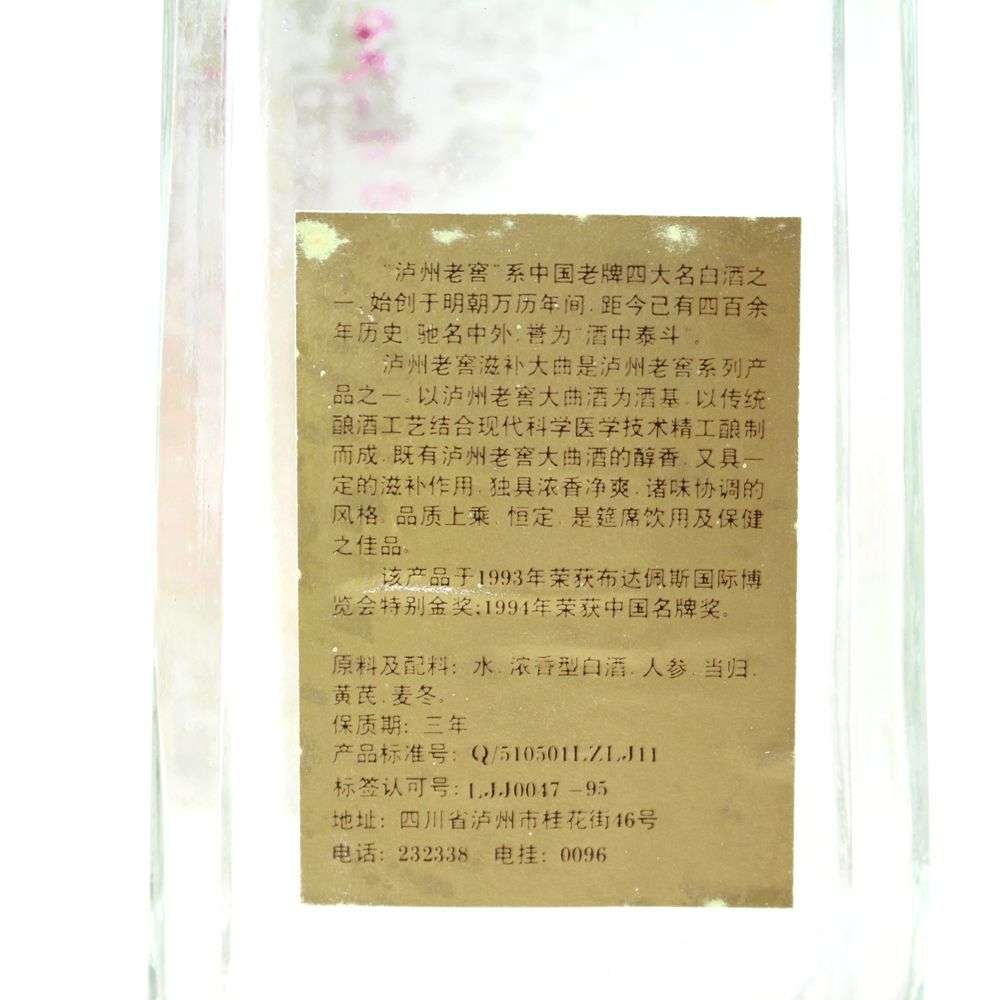 “泸州老窖”系中国老牌四大名白酒之
一,始创于明朝万历年间,距今已有四百余
年历史,驰名中外,誉为“酒中泰斗”。
泸州老窖滋补大曲是泸州老窖系列产
品之一。以泸州老窖大曲酒为酒基,以传统
酿酒工艺结合现代科学医学技术精工酿制
而成,既有泸州老窖大曲酒的醇香,又具一
定的滋补作用,独具浓香净爽,诸味协调的
风格,品质上乘,恒定,是筵席饮用及保健
之佳品。
该产品于1993年荣获布达佩斯国际博
览会特别金奖;1994年荣获中国名牌奖。
原料及配料: 水,浓香型白酒,人参,当归,
黄芪,麦冬。
保质期: 三年
产品标准号: Q/510501LZLJ11
标签认可号: LJJ0047-95
地址: 四川省泸州市桂花街46号
电话: 232338 电挂: 0096